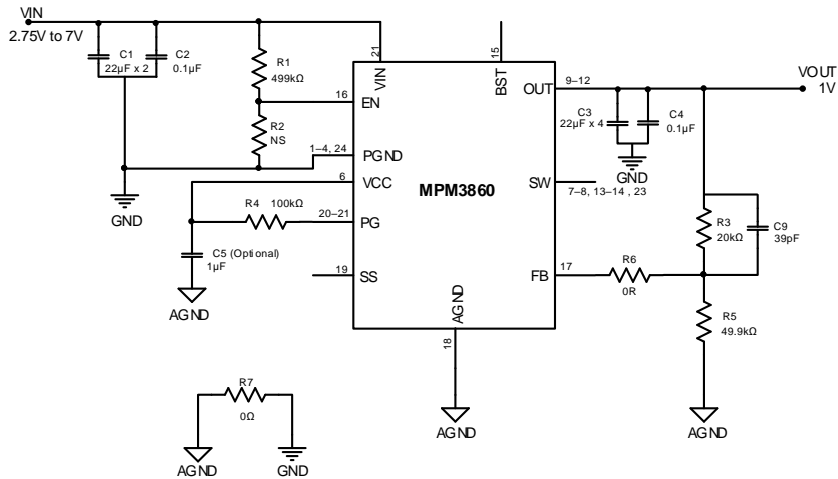 VIN
2.75V to 7V
C1
22µF x 2
C2
0.1µF
R1
499kΩ
R2
NS
21
VIN
15
BST
16
EN
1–4, 24
PGND
6
VCC
R4 100kΩ
20–21
PG
19
SS
C5 (Optional)
1µF
AGND
GND
MPM3860
OUT
9–12
SW
7–8, 13–14 , 23
FB
17
AGND
18
AGND
C3
22µF x 4
C4
0.1µF
GND
VOUT
1V
R3
20kΩ
C9
39pF
R6
0R
R5
49.9kΩ
AGND
R7
0Ω
AGND
GND